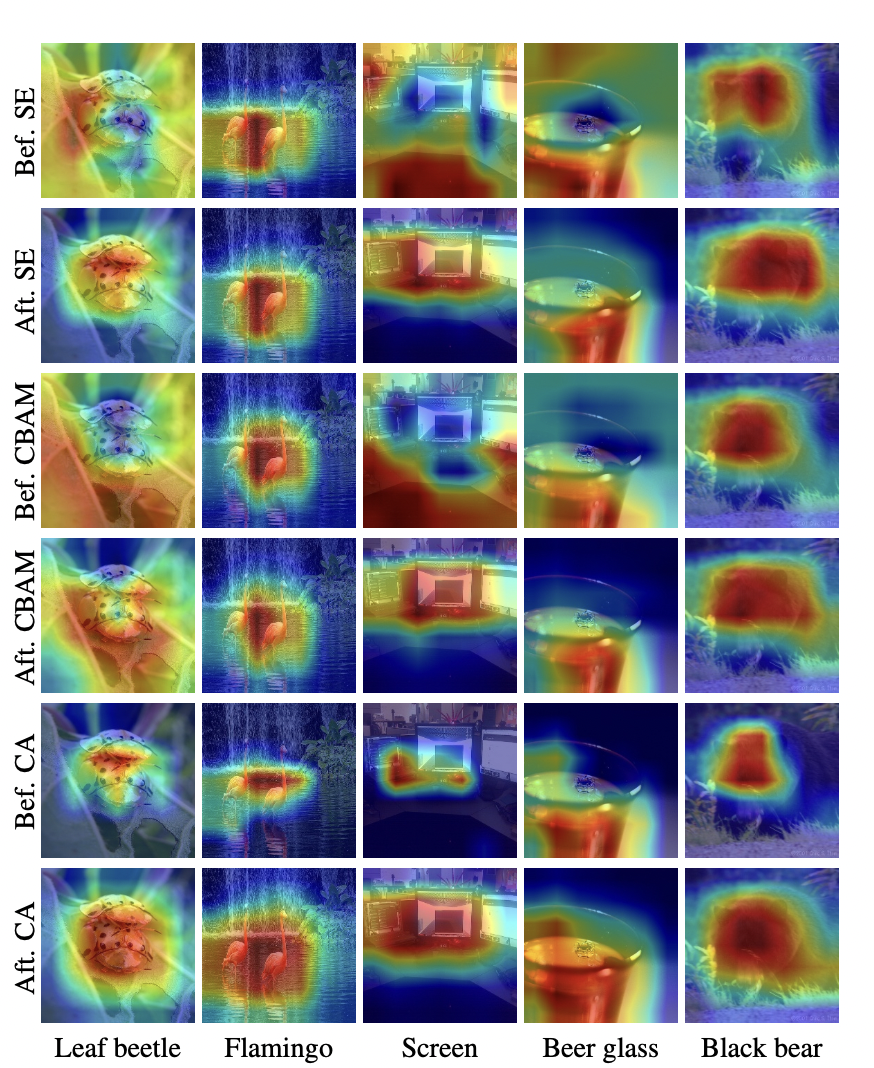 Bef. SE
Aft. SE
Bef. CBAM
Aft. CBAM
Bef. CA
Aft. CA
Leaf beetle
Flamingo
Screen
Beer glass
Black bear